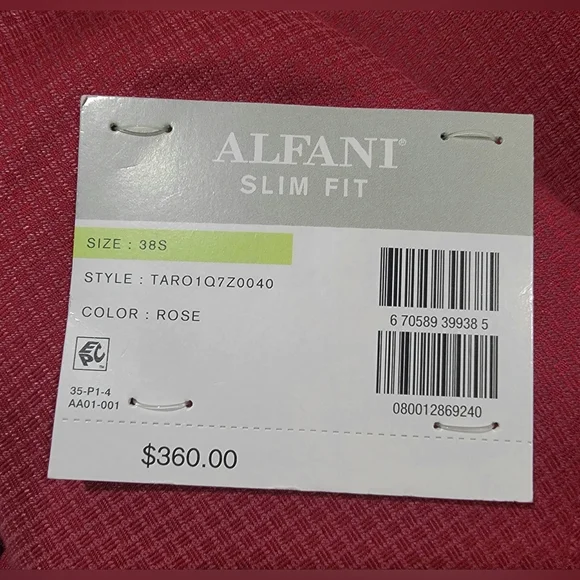 ALFANI®
SLIM FIT
SIZE : 38S
STYLE : TARO1Q7Z0040
COLOR : ROSE
6 70589 39938 5
EPC™
35-P1-4
AA01-001
080012869240
$360.00